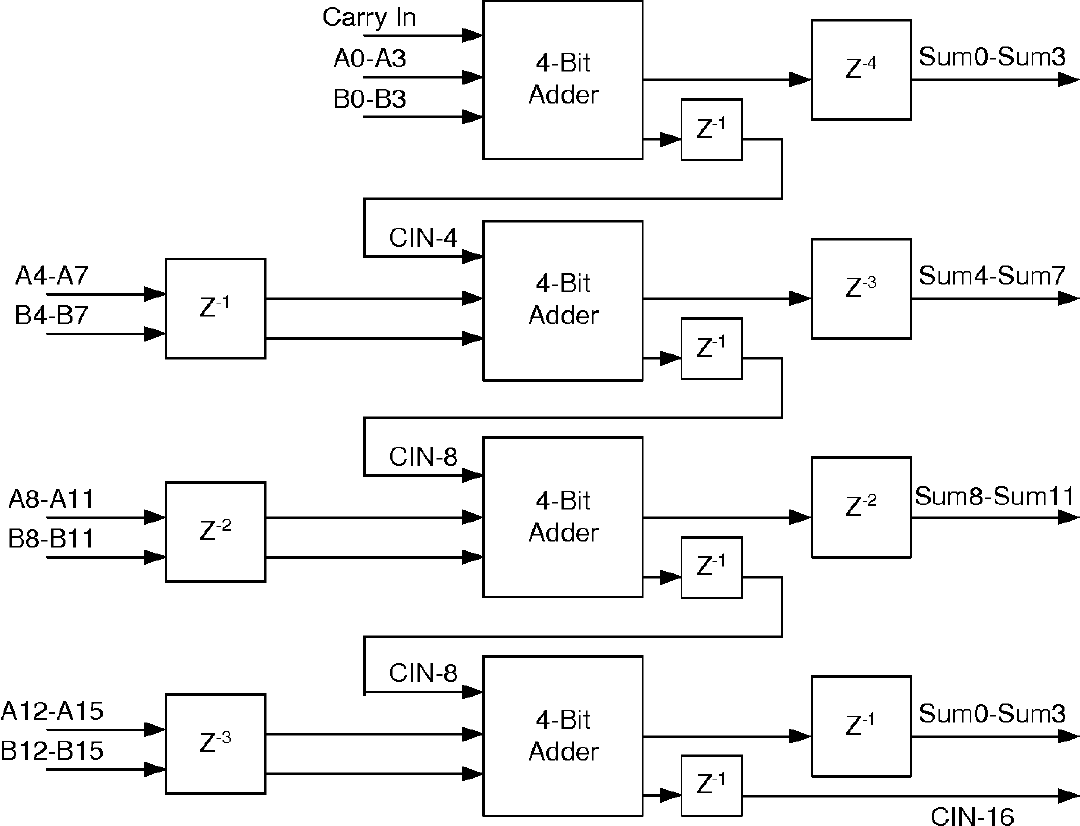 Carry In
A0-A3
B0-B3
4-Bit
Adder
Z-4
Sum0-Sum3
Z-1
CIN-4
A4-A7
B4-B7
Z-1
4-Bit
Adder
Z-3
Sum4-Sum7
Z-1
CIN-8
A8-A11
B8-B11
Z-2
4-Bit
Adder
Z-2
Sum8-Sum11
Z-1
CIN-8
A12-A15
B12-B15
Z-3
4-Bit
Adder
Z-1
Sum0-Sum3
Z-1
CIN-16